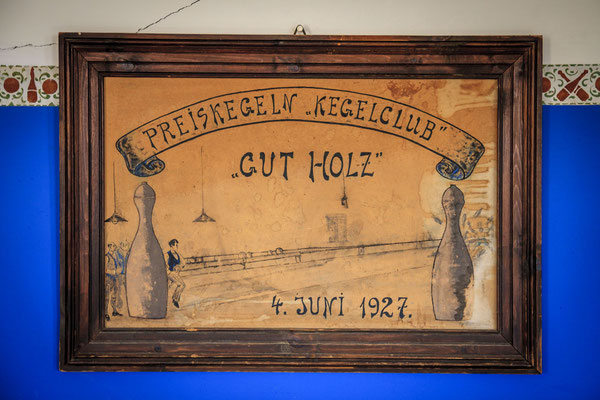 PREISKEGELN „KEGELCLUB"
„GUT HOLZ"
4. JUNI 1927.